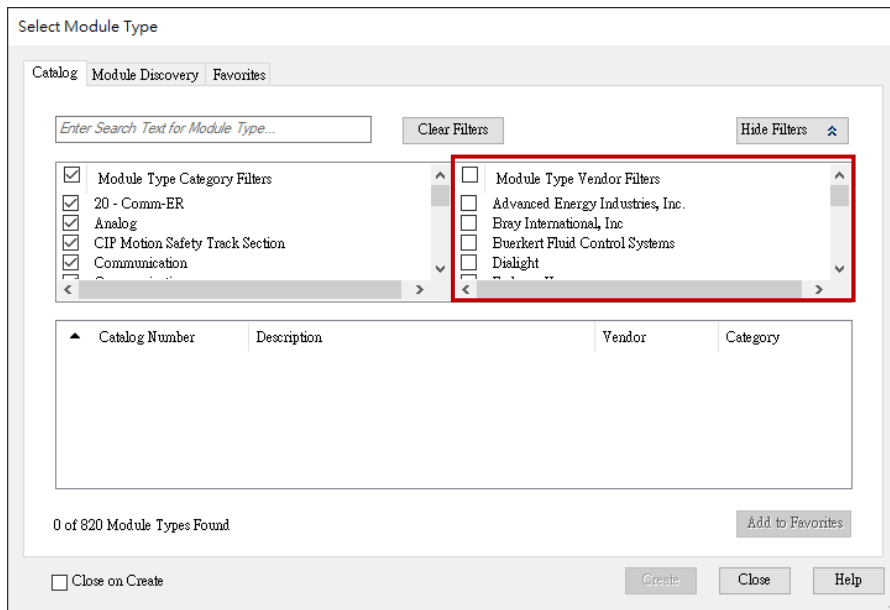 Select Module Type
Catalog Module Discovery Favorites
Enter Search Text for Module Type... Clear Filters Hide Filters
Module Type Category Filters
20 - Comm-ER
Analog
CIP Motion Safety Track Section
Communication
Module Type Vendor Filters
Advanced Energy Industries, Inc.
Bray International, Inc
Buerkert Fluid Control Systems
Dialight
Catalog Number Description Vendor Category
0 of 820 Module Types Found Add to Favorites
Close on Create Create Close Help